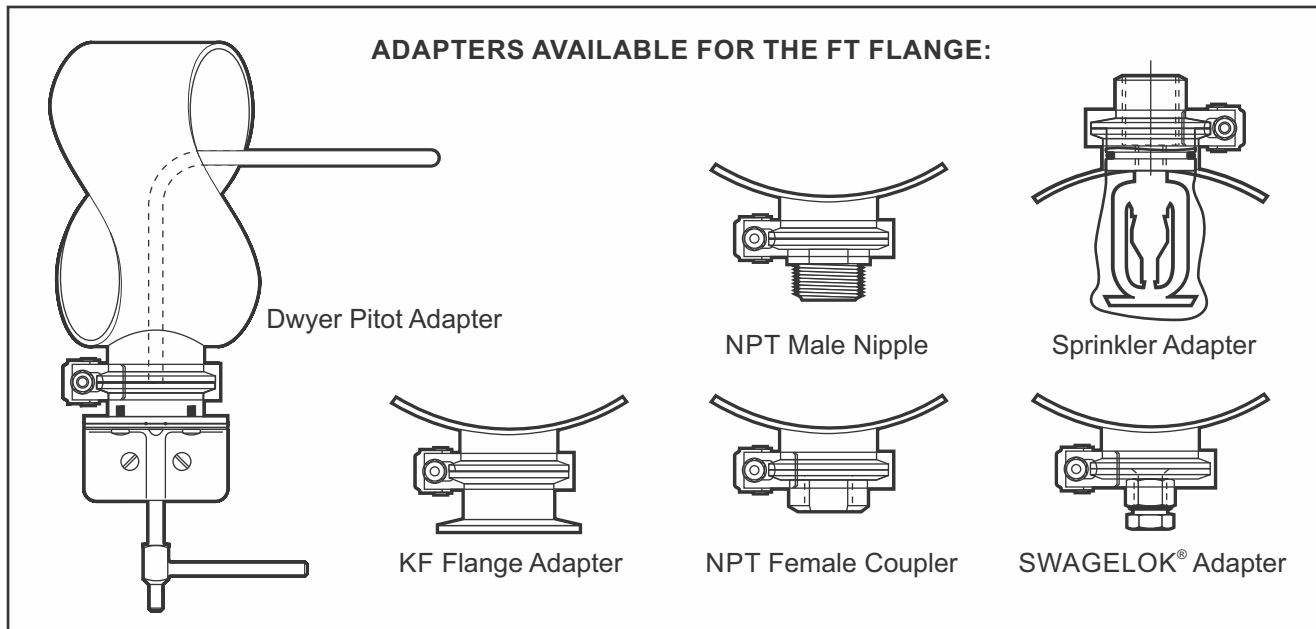 ADAPTERS AVAILABLE FOR THE FT FLANGE:
Dwyer Pitot Adapter
NPT Male Nipple
Sprinkler Adapter
KF Flange Adapter
NPT Female Coupler
SWAGELOK® Adapter